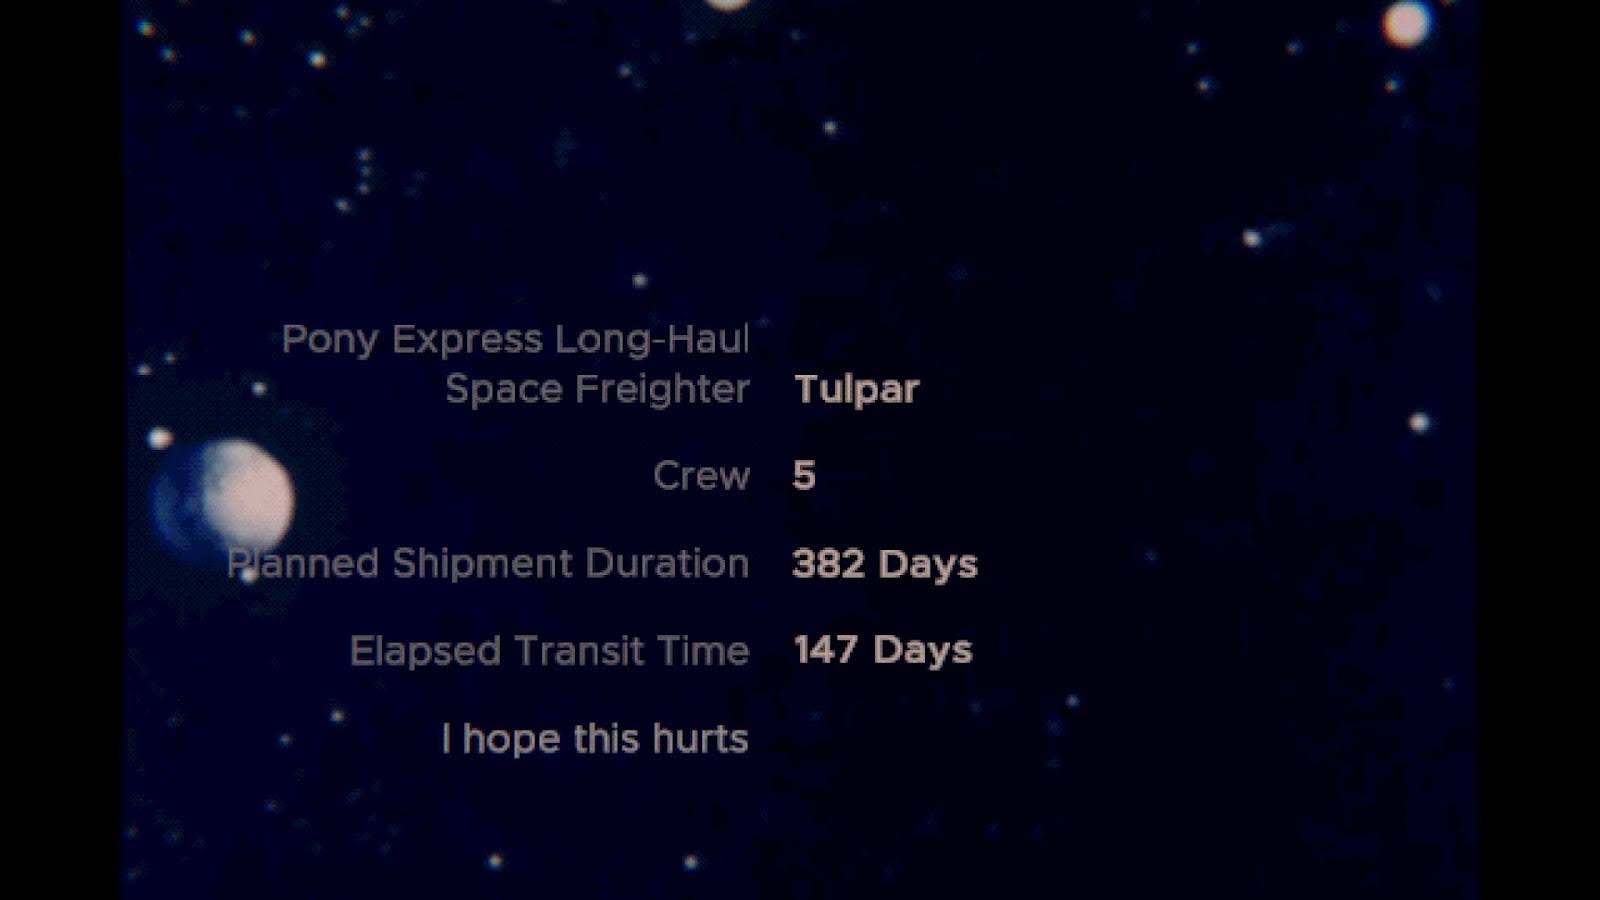 Pony Express Long-Haul
Space Freighter Tulpar
Crew 5
Planned Shipment Duration 382 Days
Elapsed Transit Time 147 Days
I hope this hurts